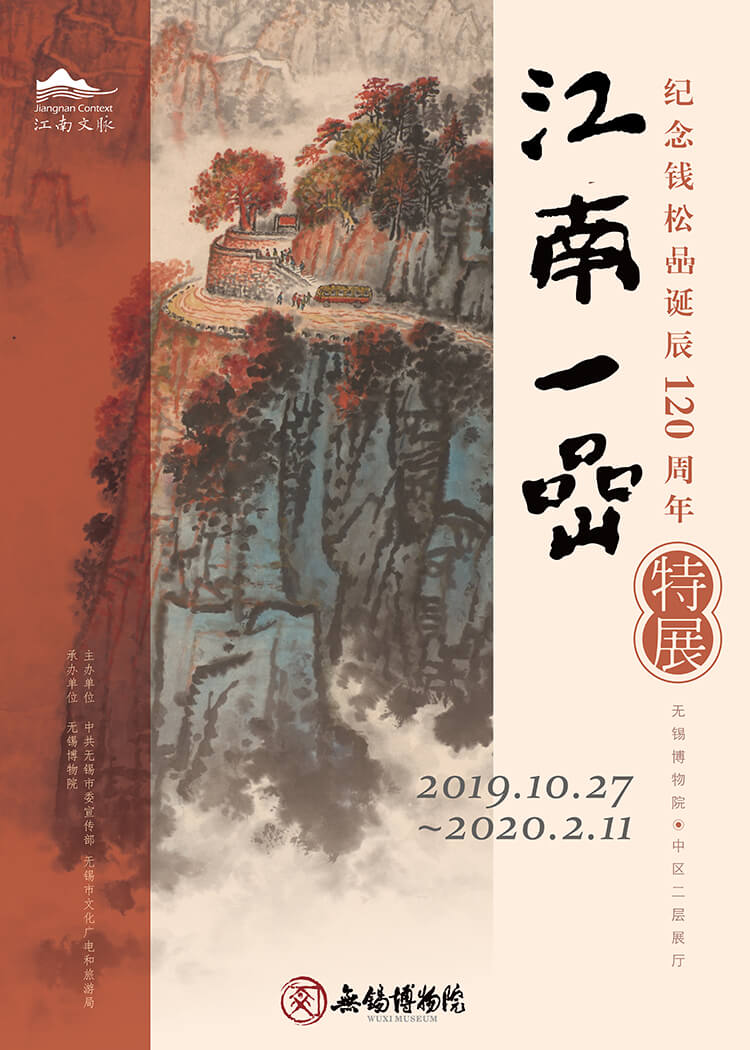 Jiangnan Context
江南文脉
纪念钱松喦诞辰120周年
特展
江南一嵒
无锡博物院◉中区二层展厅
2019.10.27
~2020.2.11
主办单位 中共无锡市委宣传部 无锡市文化广电和旅游局
承办单位 无锡博物院
無錫博物院
WUXI MUSEUM